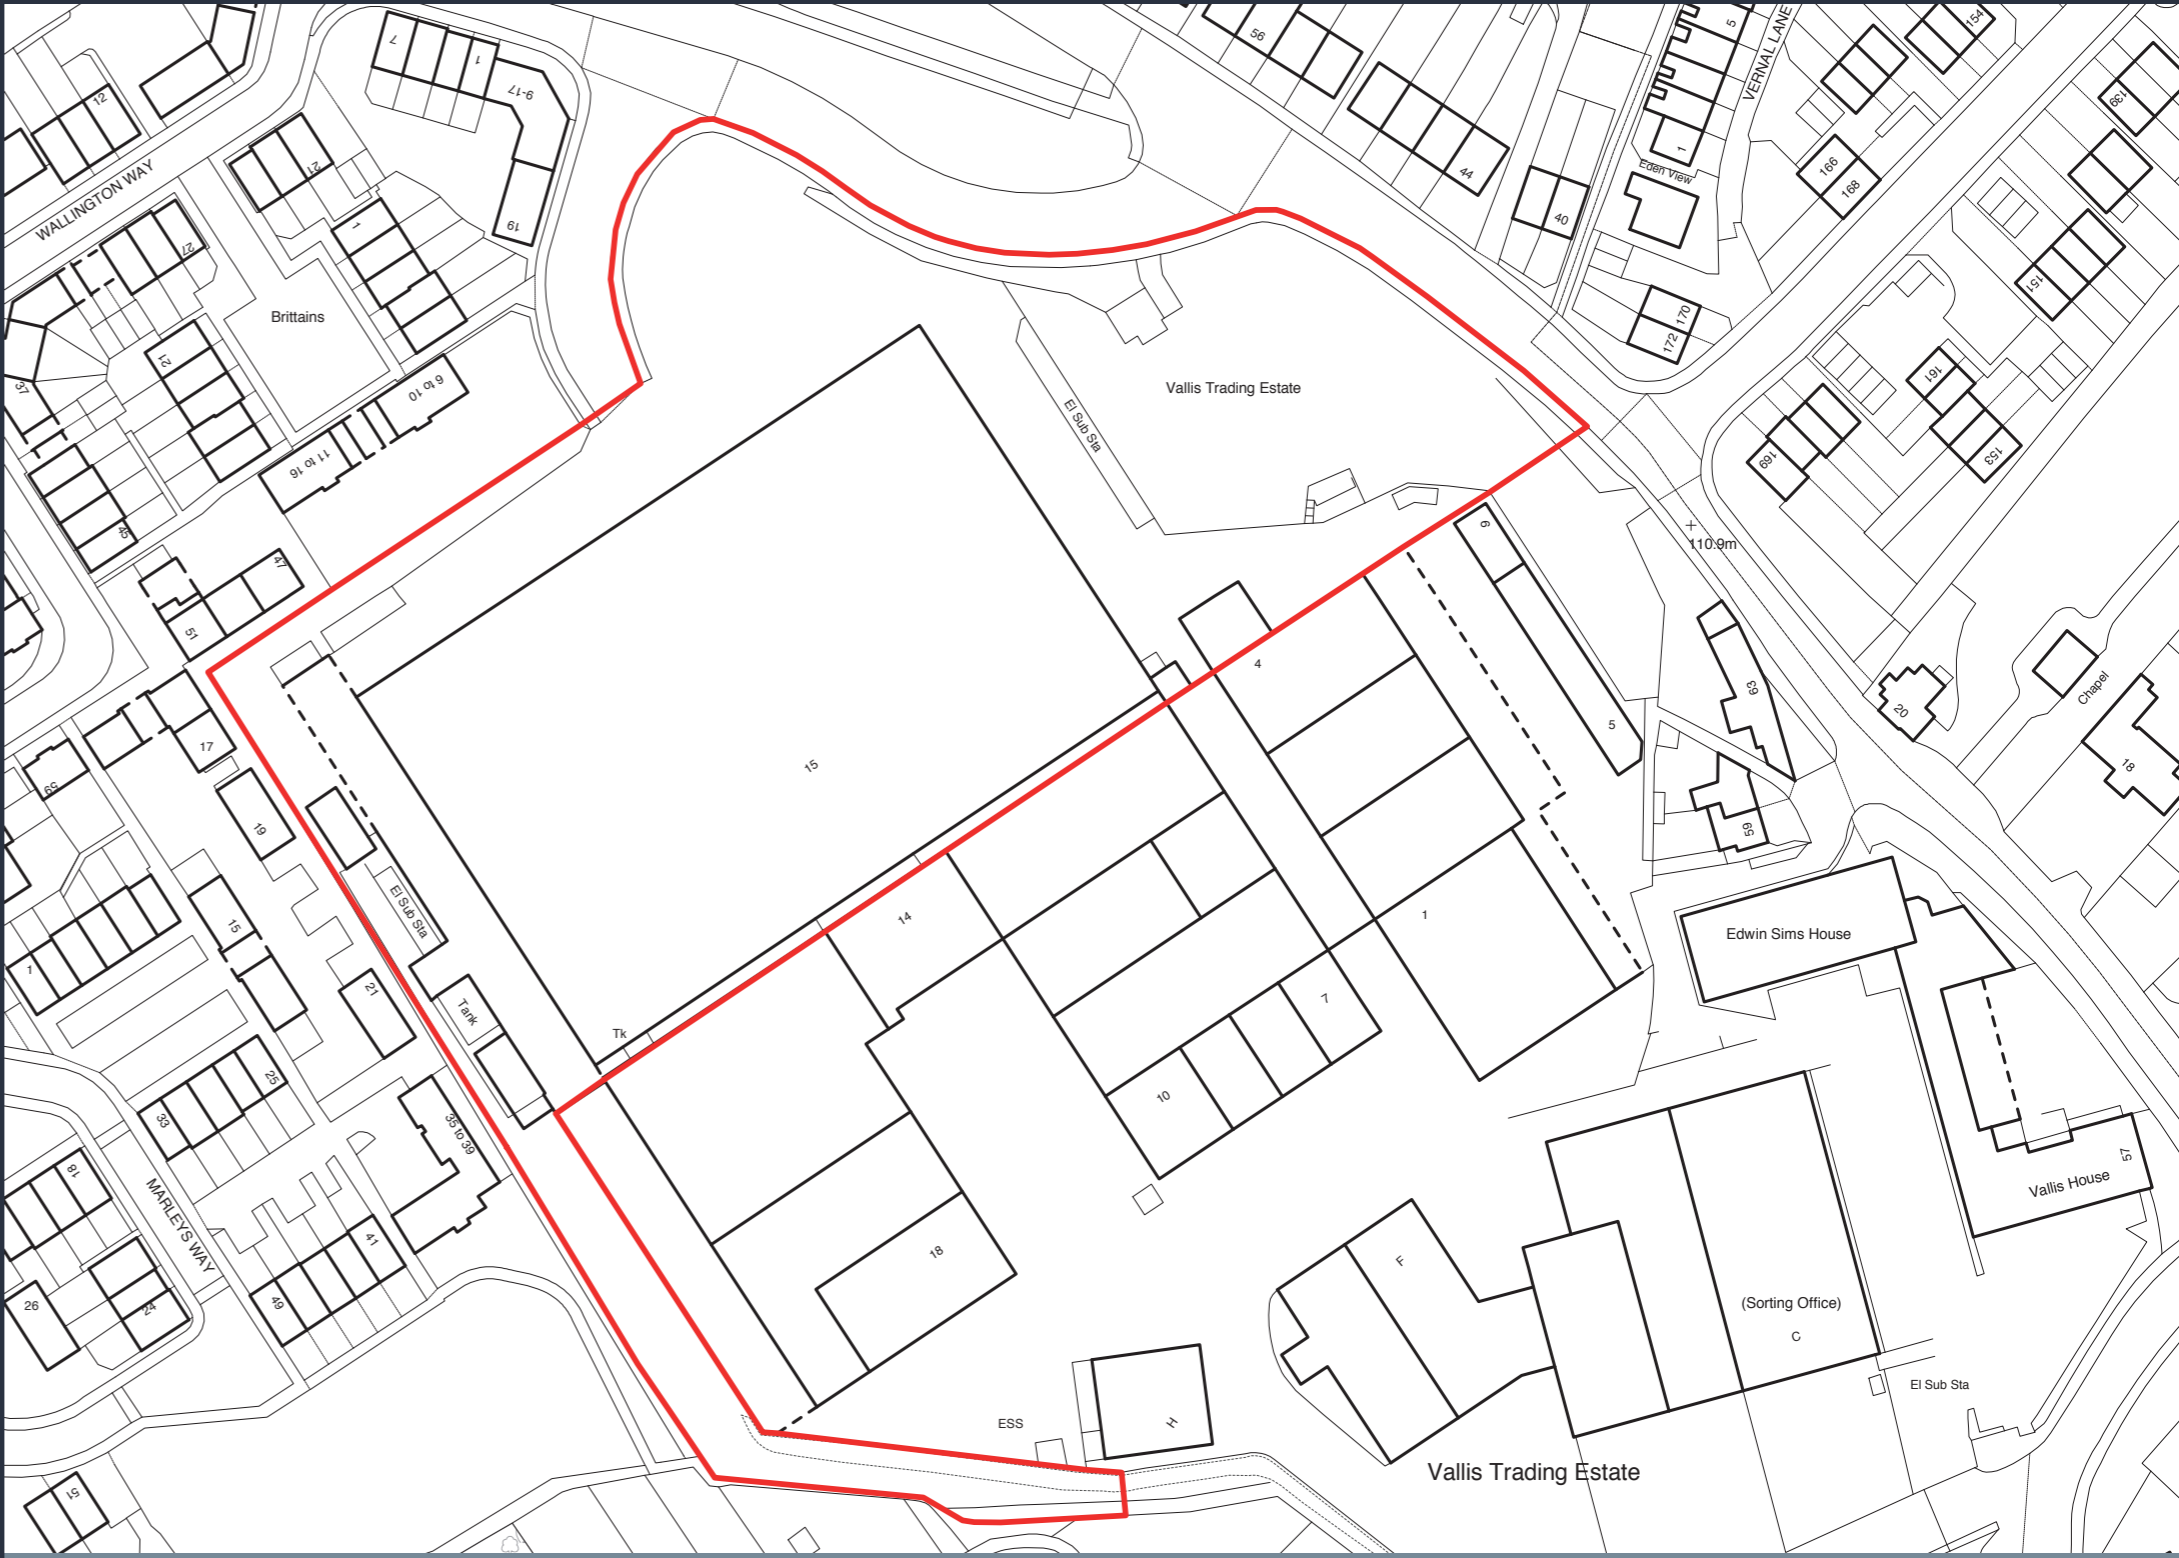 7
1
9-17
56
5
VERNAL LANE
154
12
139
21
44
1
166
168
WALLINGTON WAY
19
Eden View
40
1
27
151
Brittains
170
172
21
6 to 10
Vallis Trading Estate
161
37
El Sub Sta
11 to 16
169
153
45
6
110.9m
47
51
4
63
Chapel
20
17
5
15
18
59
19
59
El Sub Sta
14
1
15
Edwin Sims House
1
21
Tank
7
Tk
25
10
33
35 to 39
57
18
Vallis House
MARLEYS WAY
41
18
F
49
26
24
(Sorting Office)
C
El Sub Sta
ESS
H
Vallis Trading Estate
51